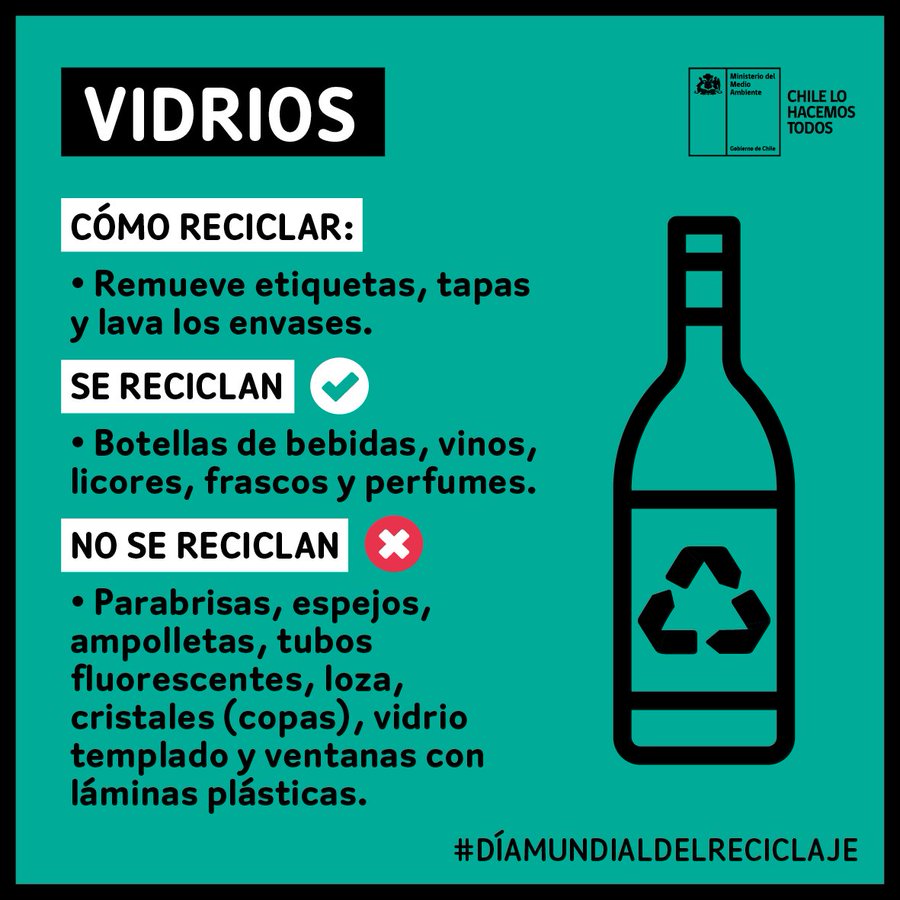 VIDRIOS
Ministerio del
Medio
Ambiente
Gobierno de Chile
CHILE LO
HACEMOS
TODOS
CÓMO RECICLAR:
• Remueve etiquetas, tapas
y lava los envases.
SE RECICLAN
• Botellas de bebidas, vinos,
licores, frascos y perfumes.
NO SE RECICLAN
• Parabrisas, espejos,
ampolletas, tubos
fluorescentes, loza,
cristales (copas), vidrio
templado y ventanas con
láminas plásticas.
#DÍAMUNDIALDELRECICLAJE